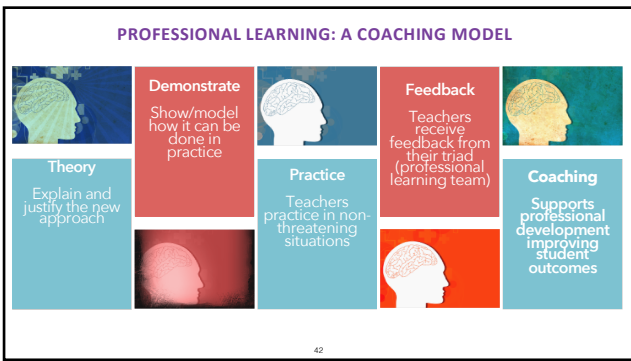 PROFESSIONAL LEARNING: A COACHING MODEL
Theory
Explain and
justify the new
approach
Demonstrate
Show/model
how it can be
done in
practice
Practice
Teachers
practice in non-
threatening
situations
Feedback
Teachers
receive
feedback from
their triad
(professional
learning team)
Coaching
Supports
professional
development
improving
student
outcomes
42